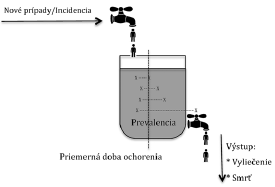 Nové prípady/Incidencia
Prevalencia
Priemerná doba ochorenia
Výstup:
* Vyliečenie
* Smrť